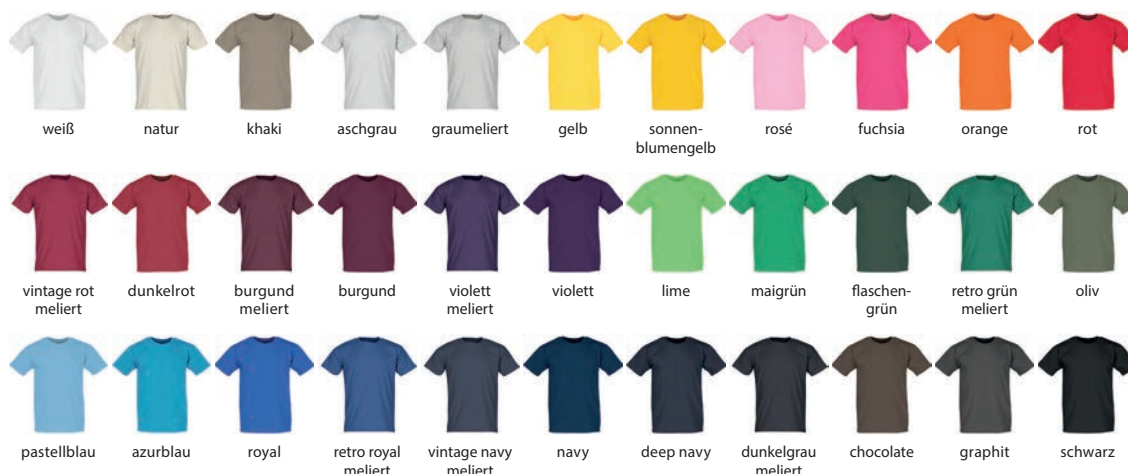 weiß
natur
khaki
aschgrau
graumeliert
gelb
sonnen-
blumengelb
rosé
fuchsia
orange
rot
vintage rot
meliert
dunkelrot
burgund
meliert
burgund
violett
meliert
violett
lime
maigrün
flaschen-
grün
retro grün
meliert
oliv
pastellblau
azurblau
royal
retro royal
meliert
vintage navy
meliert
navy
deep navy
dunkelgrau
meliert
chocolate
graphit
schwarz